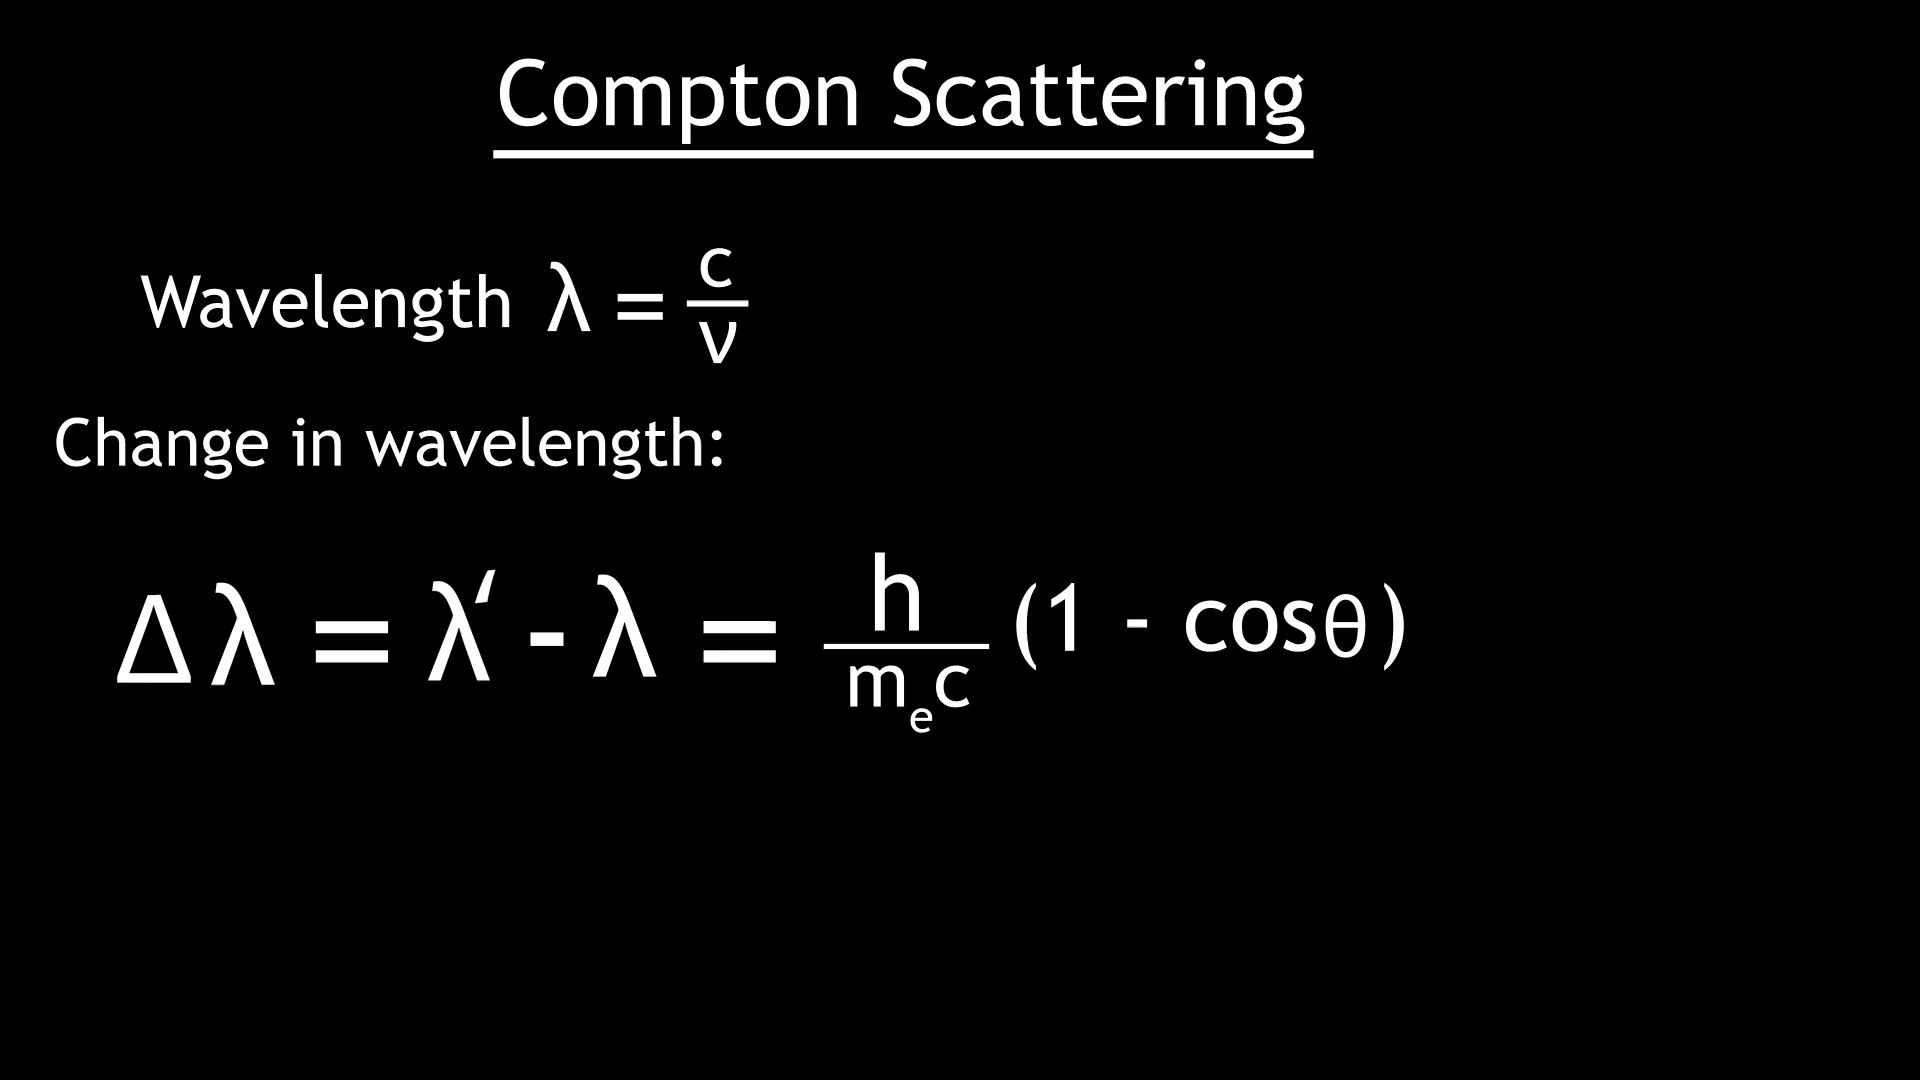 Compton Scattering
Wavelength λ = c/ν
Change in wavelength:
Δλ = λ‘ - λ = h/mₑc (1 - cosθ)